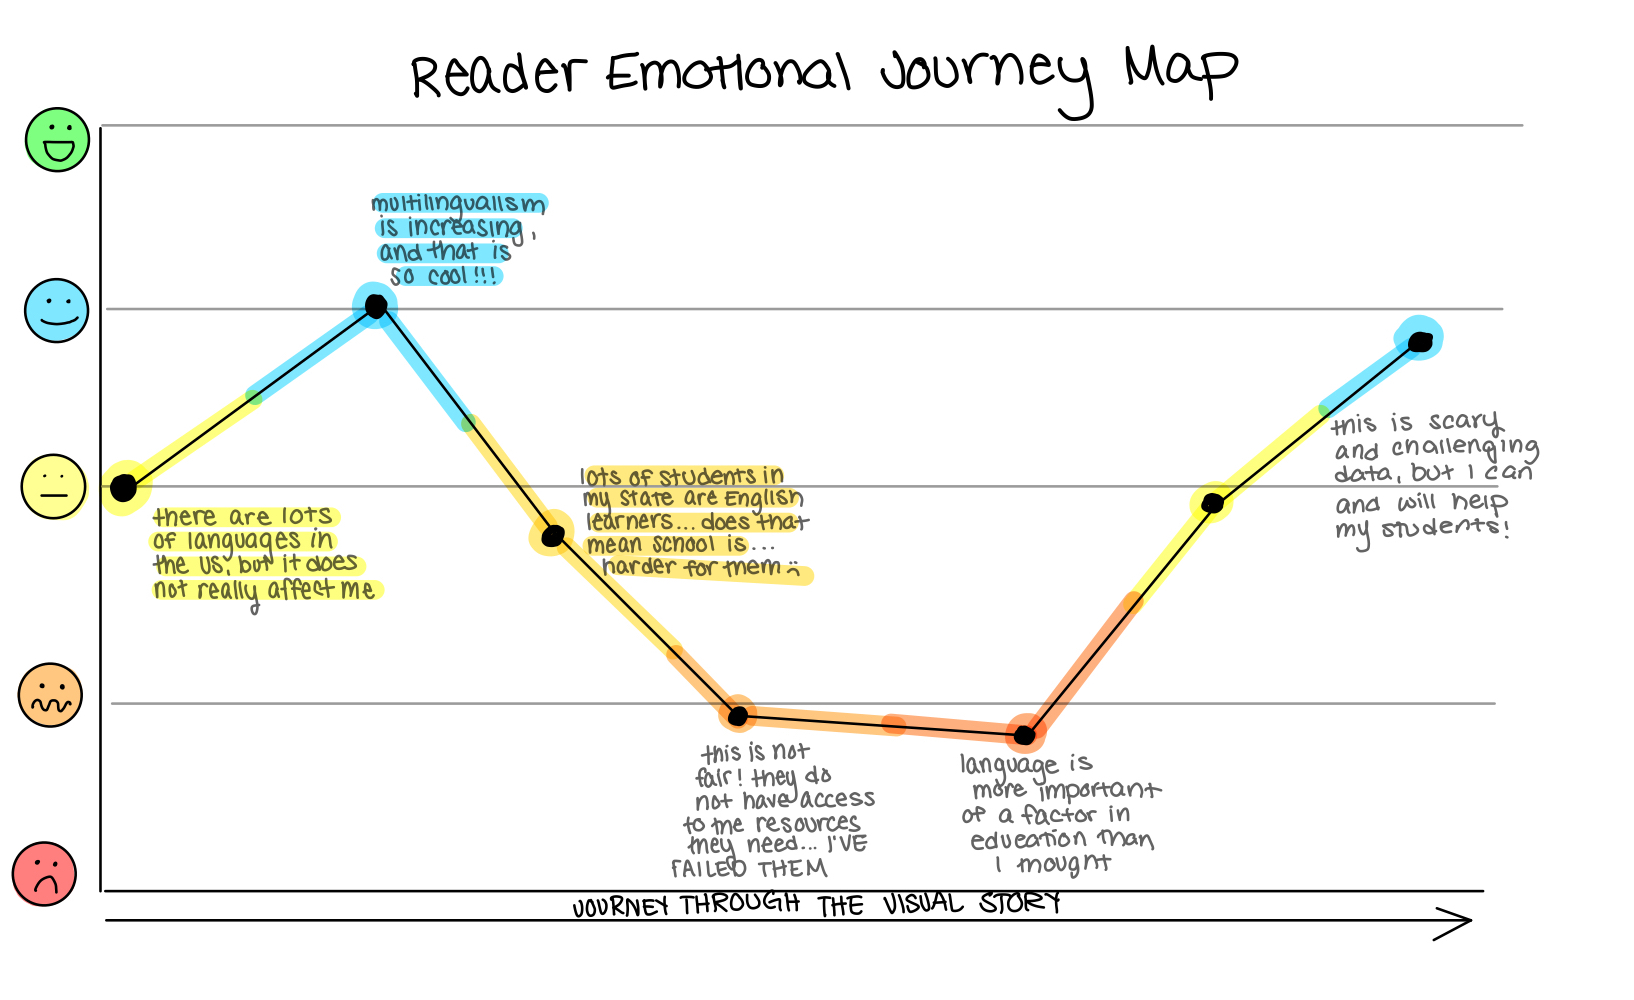 Reader Emotional Journey Map
multilingualism
is increasing,
and that is
so cool!!!
there are lots
of languages in
the US, but it does
not really affect me
lots of students in
my state are English
learners... does that
mean school is...
harder for them :(
this is not
fair! they do
not have access
to the resources
they need... I'VE
FAILED THEM
language is
more important
of a factor in
education than
I thought
this is scary
and challenging
data, but I can
and will help
my students!
JOURNEY THROUGH THE VISUAL STORY